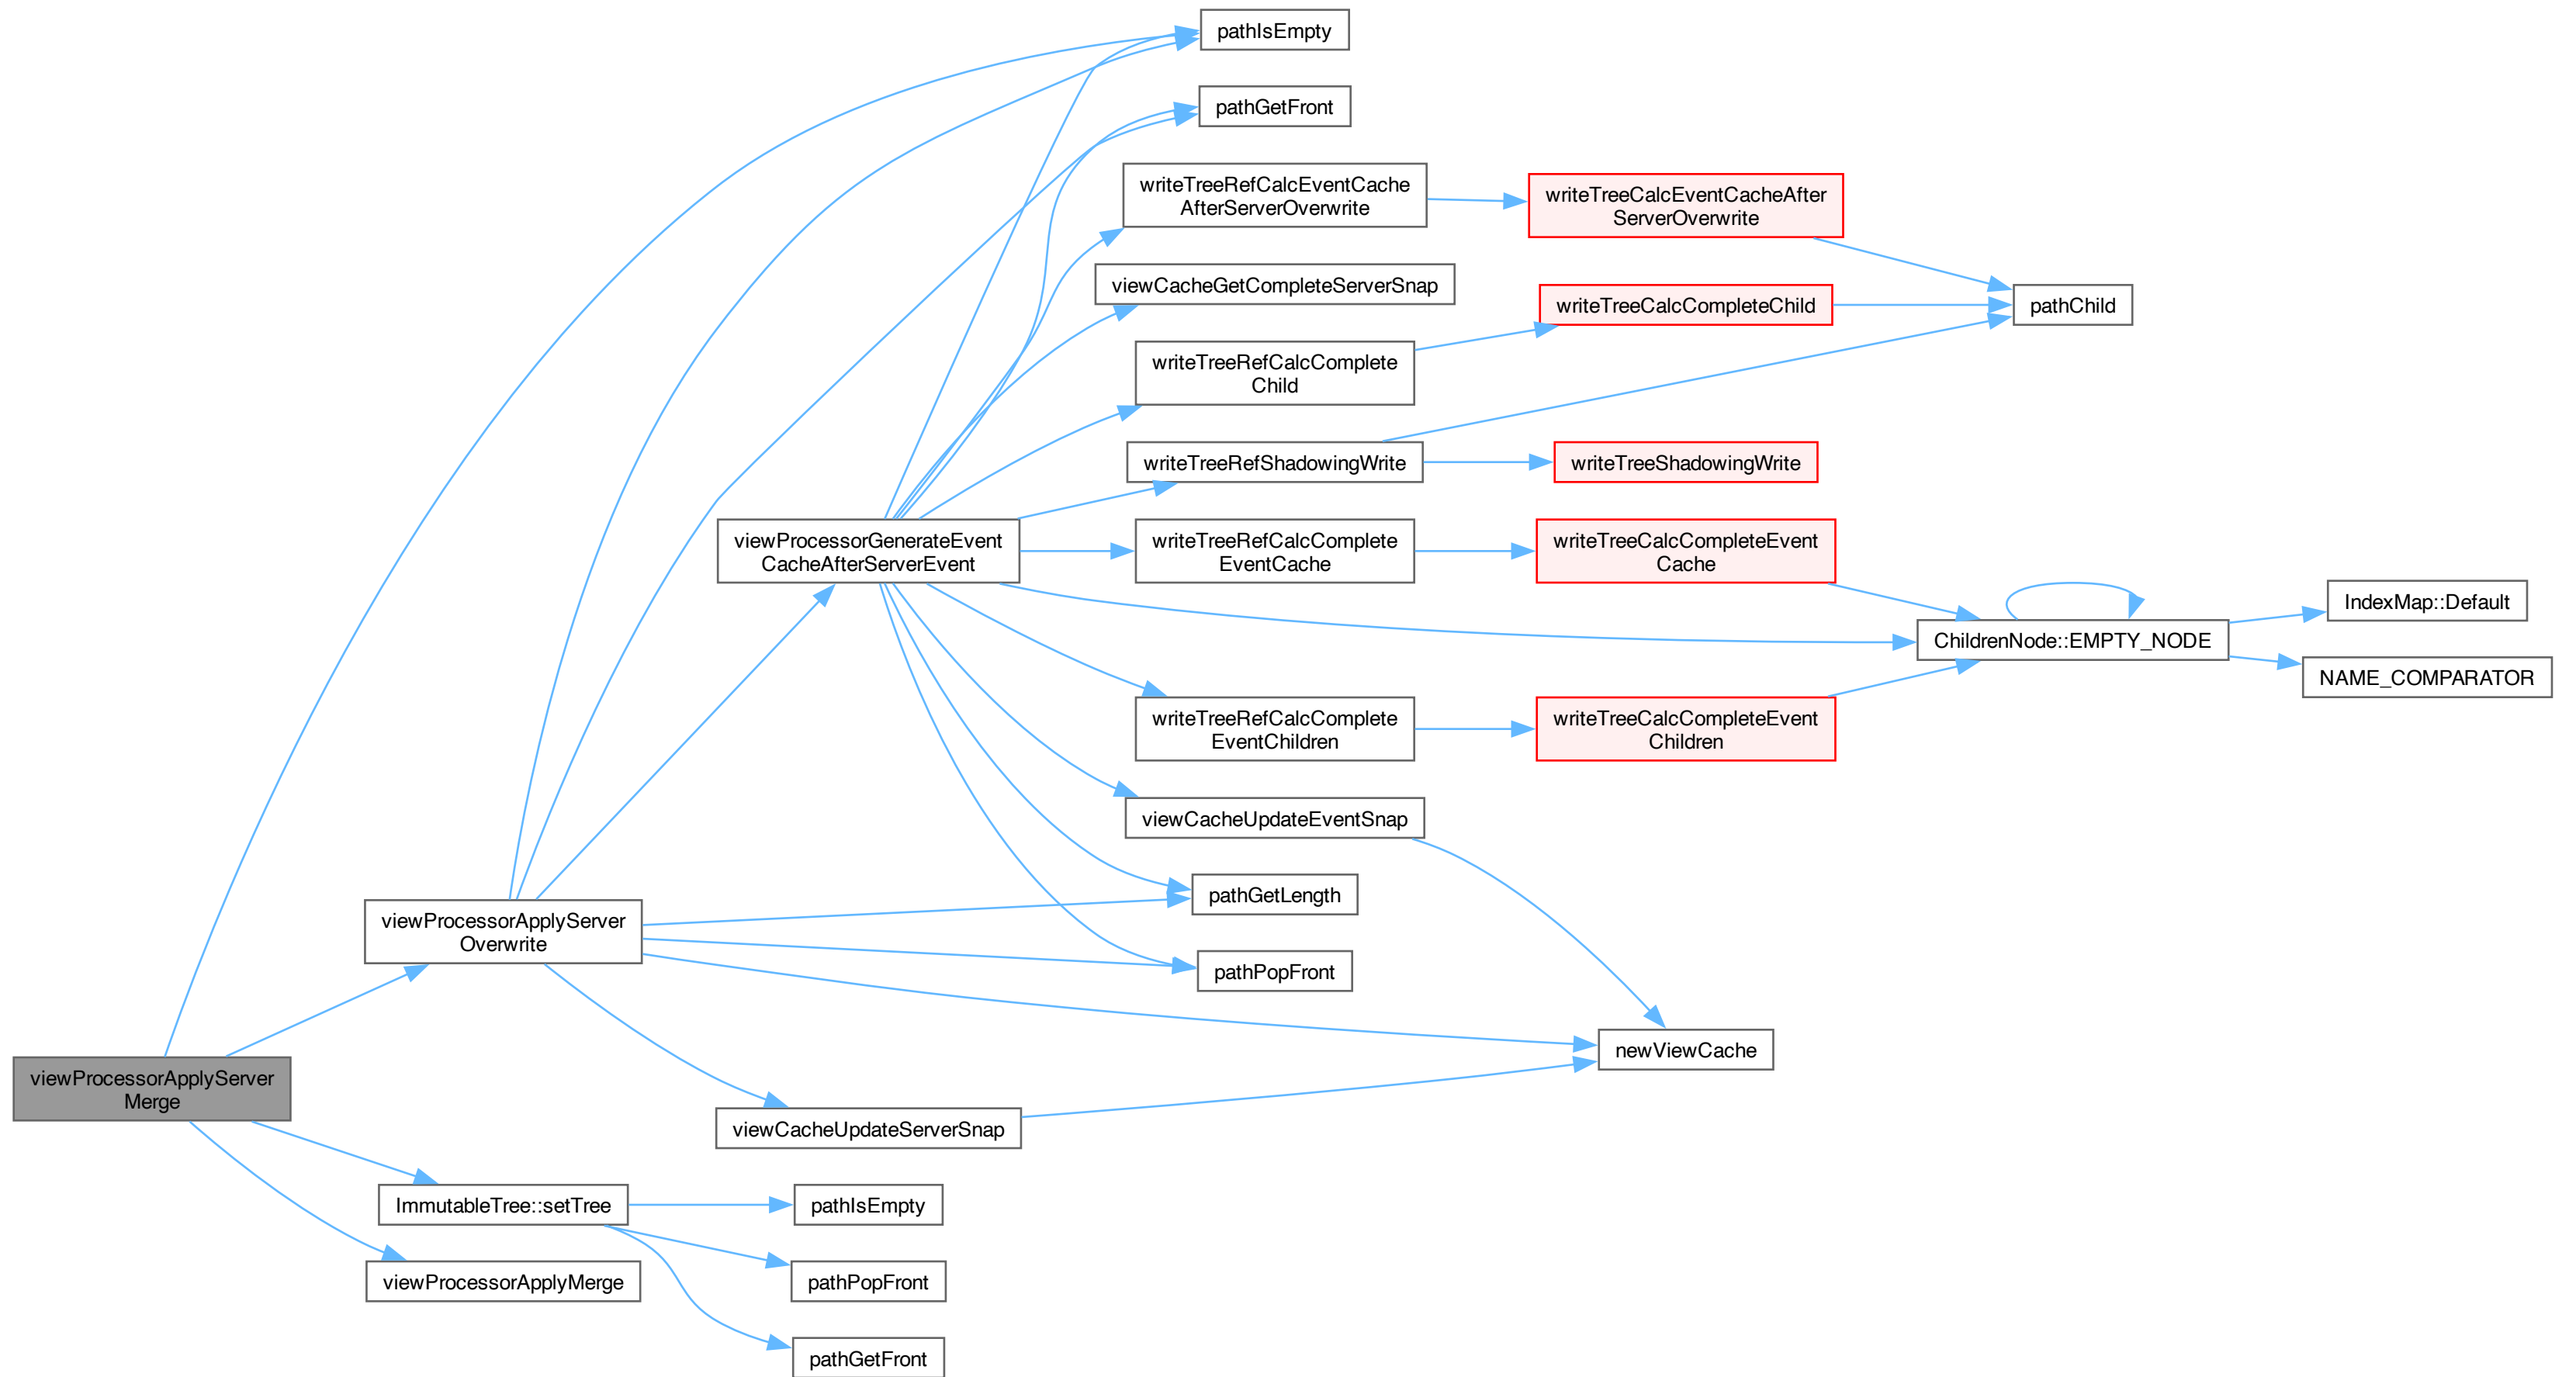 pathIsEmpty
pathGetFront
writeTreeRefCalcEventCache
AfterServerOverwrite
writeTreeCalcEventCacheAfter
ServerOverwrite
viewCacheGetCompleteServerSnap
writeTreeCalcCompleteChild
pathChild
writeTreeRefCalcComplete
Child
writeTreeRefShadowingWrite
writeTreeShadowingWrite
viewProcessorGenerateEvent
CacheAfterServerEvent
writeTreeRefCalcComplete
EventCache
writeTreeCalcCompleteEvent
Cache
IndexMap::Default
ChildrenNode::EMPTY_NODE
NAME_COMPARATOR
writeTreeRefCalcComplete
EventChildren
writeTreeCalcCompleteEvent
Children
viewCacheUpdateEventSnap
pathGetLength
viewProcessorApplyServer
Overwrite
pathPopFront
newViewCache
viewProcessorApplyServer
Merge
viewCacheUpdateServerSnap
ImmutableTree::setTree
pathIsEmpty
viewProcessorApplyMerge
pathPopFront
pathGetFront